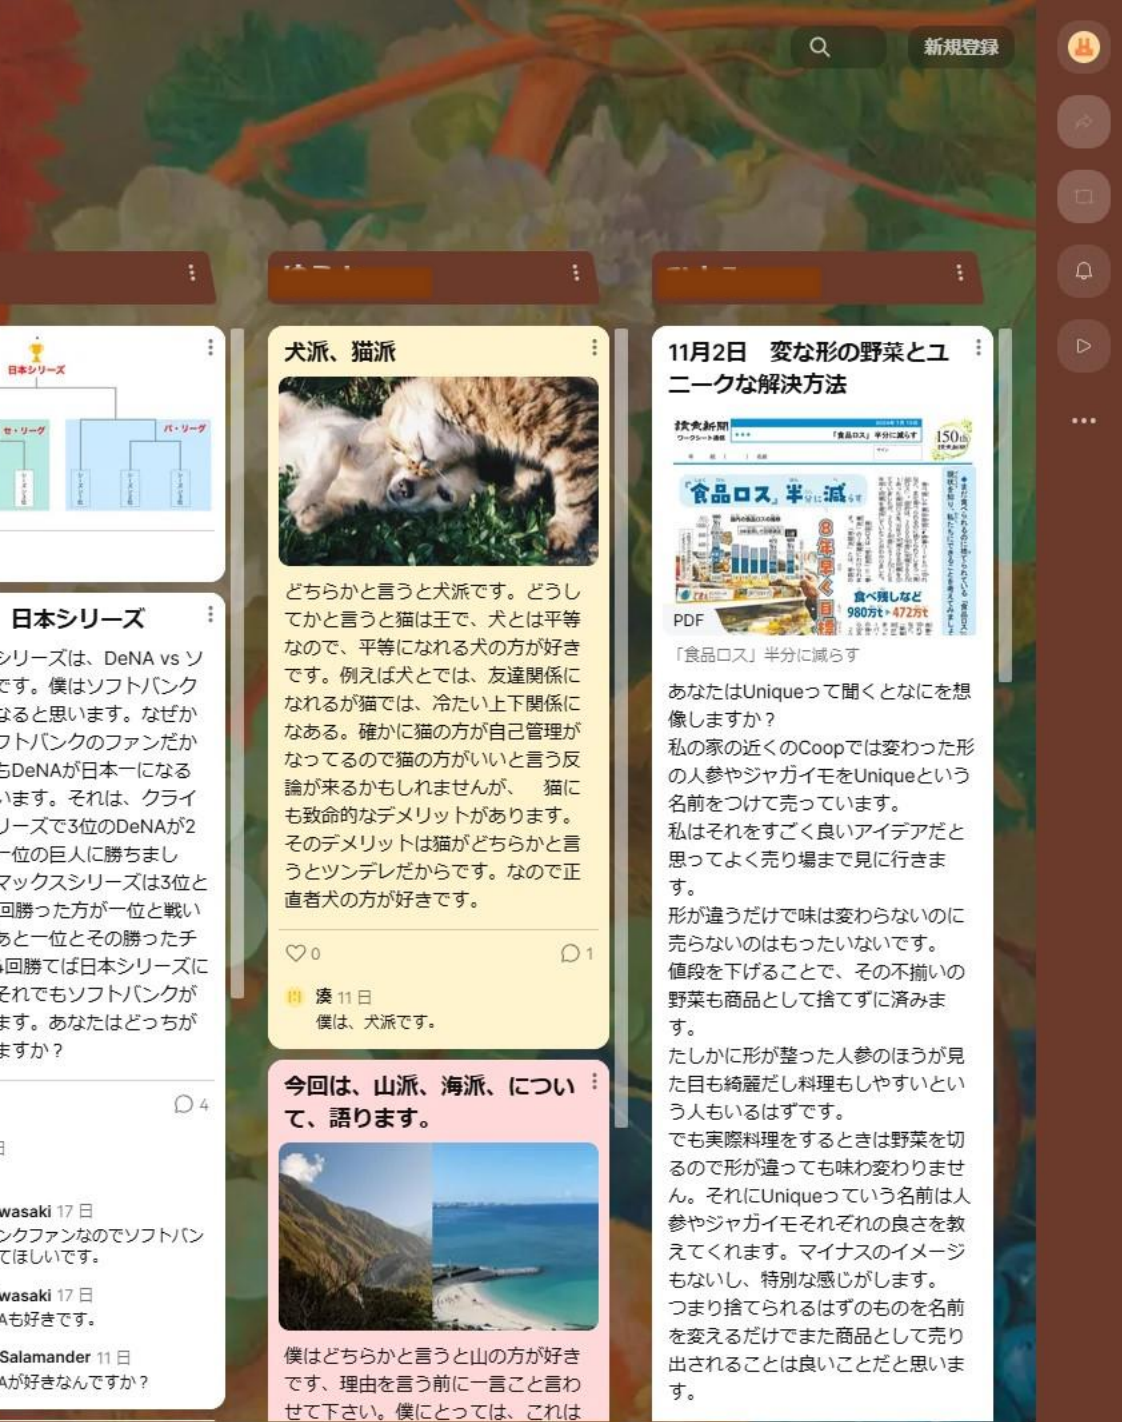 新規登録
日本シリーズ
セ・リーグ
パ・リーグ
日本シリーズ
シリーズは、DeNA vs ソ
です。僕はソフトバンク
なると思います。なぜか
フトバンクのファンだか
もDeNAが日本一になる
います。それは、クライ
リーズで3位のDeNAが2
一位の巨人に勝ちまし
マックスシリーズは3位と
回勝った方が一位と戦い
あと一位とその勝ったチ
4回勝てば日本シリーズに
それでもソフトバンクが
ます。あなたはどっちが
ますか？
4
日
wasaki 17 日
ンクファンなのでソフトバン
てほしいです。
wasaki 17 日
Aも好きです。
Salamander 11 日
Aが好きなんですか？
犬派、猫派
どちらかと言うと犬派です。どうし
てかと言うと猫は王で、犬とは平等
なので、平等になれる犬の方が好き
です。例えば犬とでは、友達関係に
なれるが猫では、冷たい上下関係に
なある。確かに猫の方が自己管理が
なってるので猫の方がいいと言う反
論が来るかもしれませんが、　猫に
も致命的なデメリットがあります。
そのデメリットは猫がどちらかと言
うとツンデレだからです。なので正
直者犬の方が好きです。
0
1
湊 11 日
僕は、犬派です。
今回は、山派、海派、につい
て、語ります。
僕はどちらかと言うと山の方が好き
です、理由を言う前に一言こと言わ
せて下さい。僕にとっては、これは
11月2日　変な形の野菜とユ
ニークな解決方法
読売新聞
ワークシート通信
「食品ロス」半分に減らす
150th
「食品ロス」半分に減らす
8年早く目標
食べ残しなど
980万t 472万t
PDF
「食品ロス」半分に減らす
あなたはUniqueって聞くとなにを想
像しますか？
私の家の近くのCoopでは変わった形
の人参やジャガイモをUniqueという
名前をつけて売っています。
私はそれをすごく良いアイデアだと
思ってよく売り場まで見に行きま
す。
形が違うだけで味は変わらないのに
売らないのはもったいないです。
値段を下げることで、その不揃いの
野菜も商品として捨てずに済みま
す。
たしかに形が整った人参のほうが見
た目も綺麗だし料理もしやすいとい
う人もいるはずです。
でも実際料理をするときは野菜を切
るので形が違っても味わ変わりませ
ん。それにUniqueっていう名前は人
参やジャガイモそれぞれの良さを教
えてくれます。マイナスのイメージ
もないし、特別な感じがします。
つまり捨てられるはずのものを名前
を変えるだけでまた商品として売り
出されることは良いことだと思いま
す。